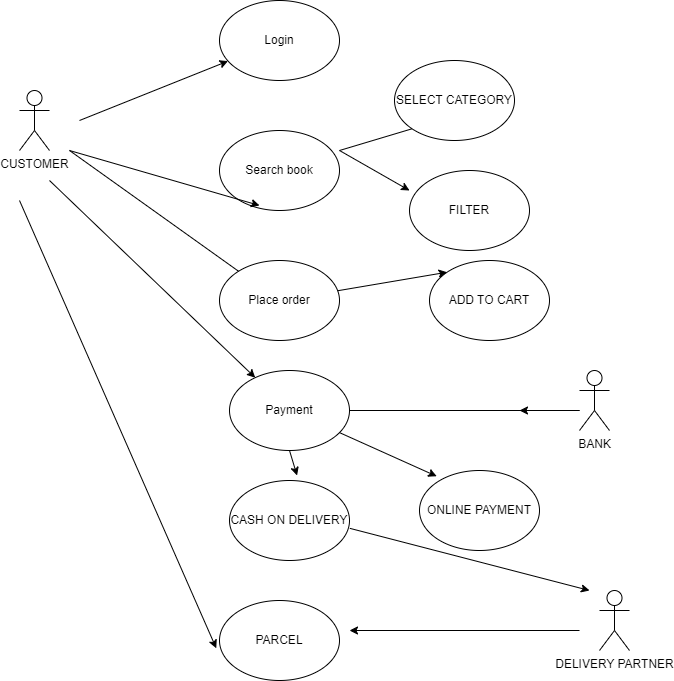 Login
SELECT CATEGORY
CUSTOMER
Search book
FILTER
Place order
ADD TO CART
Payment
BANK
CASH ON DELIVERY
ONLINE PAYMENT
PARCEL
DELIVERY PARTNER